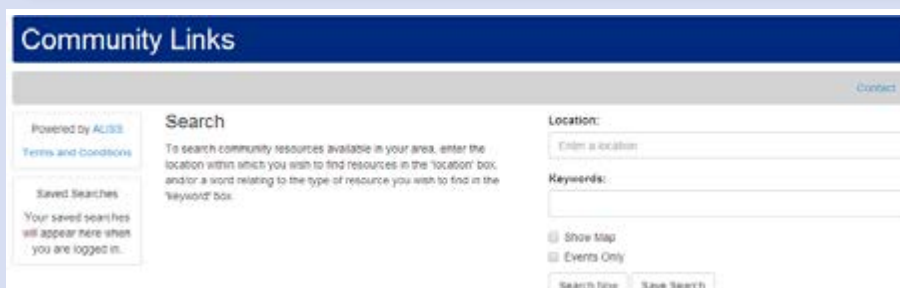 Community Links
Contact
Powered by ALISS
Terms and Conditions
Saved Searches
Your saved searches
will appear here when
you are logged in.
Search
To search community resources available in your area, enter the
location within which you wish to find resources in the 'location' box,
and/or a word relating to the type of resource you wish to find in the
'keyword' box.
Location:
Enter a location
Keywords:
Show Map
Events Only
Search Now Save Search